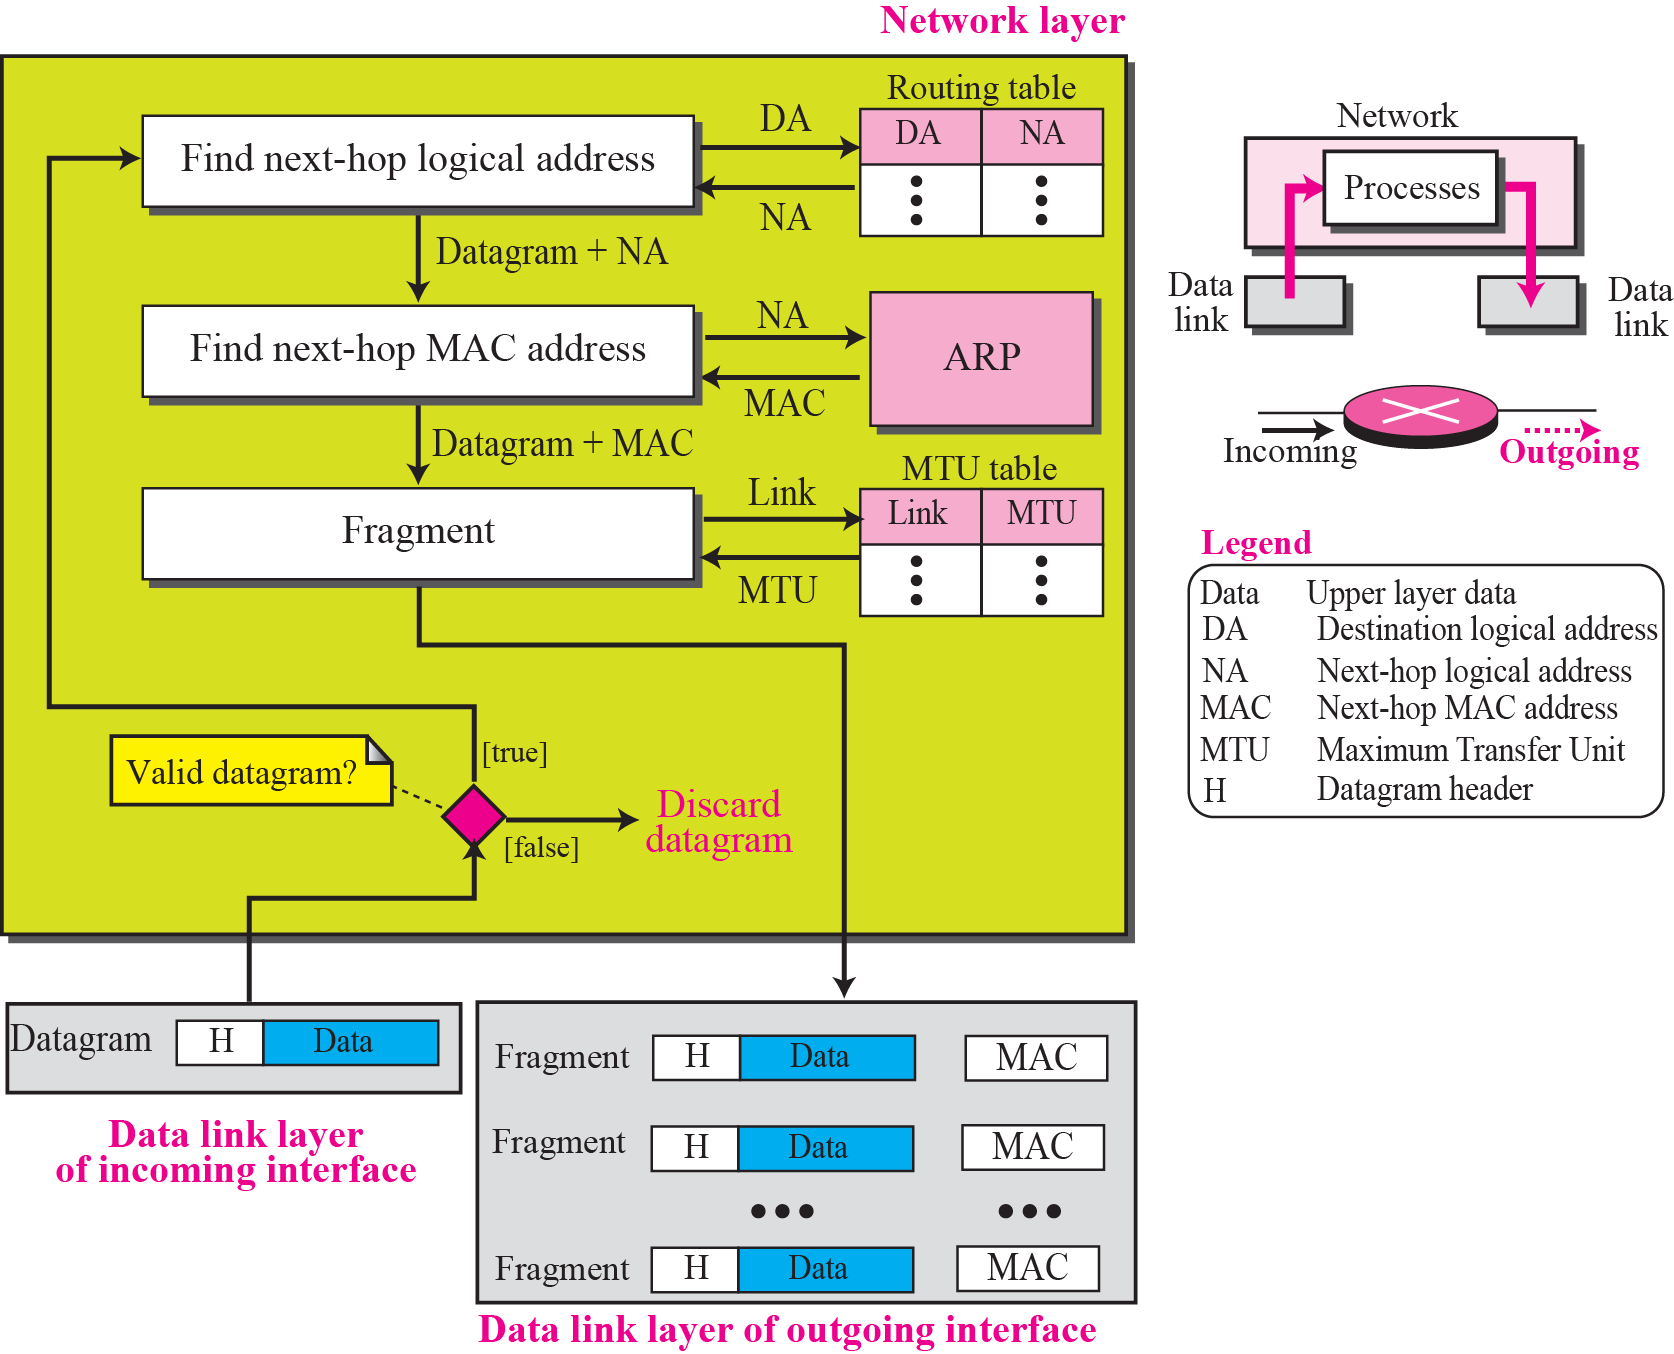 Network layer
Routing table
DA NA
DA
NA
Find next-hop logical address
Datagram + NA
Find next-hop MAC address
NA
MAC
ARP
Datagram + MAC
MTU table
Link MTU
Link
MTU
Fragment
Valid datagram?
[true]
[false]
Discard
datagram
Datagram H Data
Data link layer
of incoming interface
Fragment H Data MAC
Fragment H Data MAC
Fragment H Data MAC
Data link layer of outgoing interface
Network
Processes
Data
link
Data
link
Incoming
Outgoing
Legend
Data Upper layer data
DA Destination logical address
NA Next-hop logical address
MAC Next-hop MAC address
MTU Maximum Transfer Unit
H Datagram header